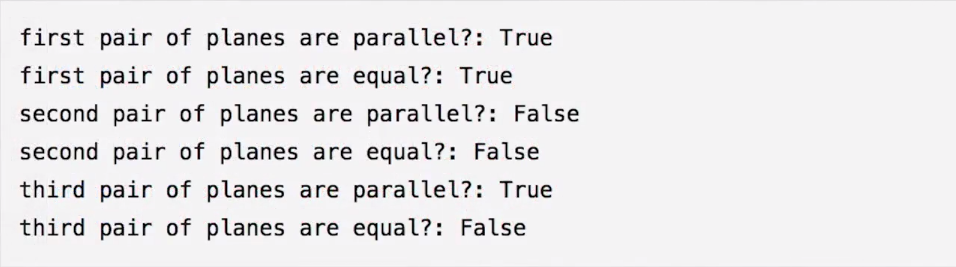 first pair of planes are parallel?: True
first pair of planes are equal?: True
second pair of planes are parallel?: False
second pair of planes are equal?: False
third pair of planes are parallel?: True
third pair of planes are equal?: False